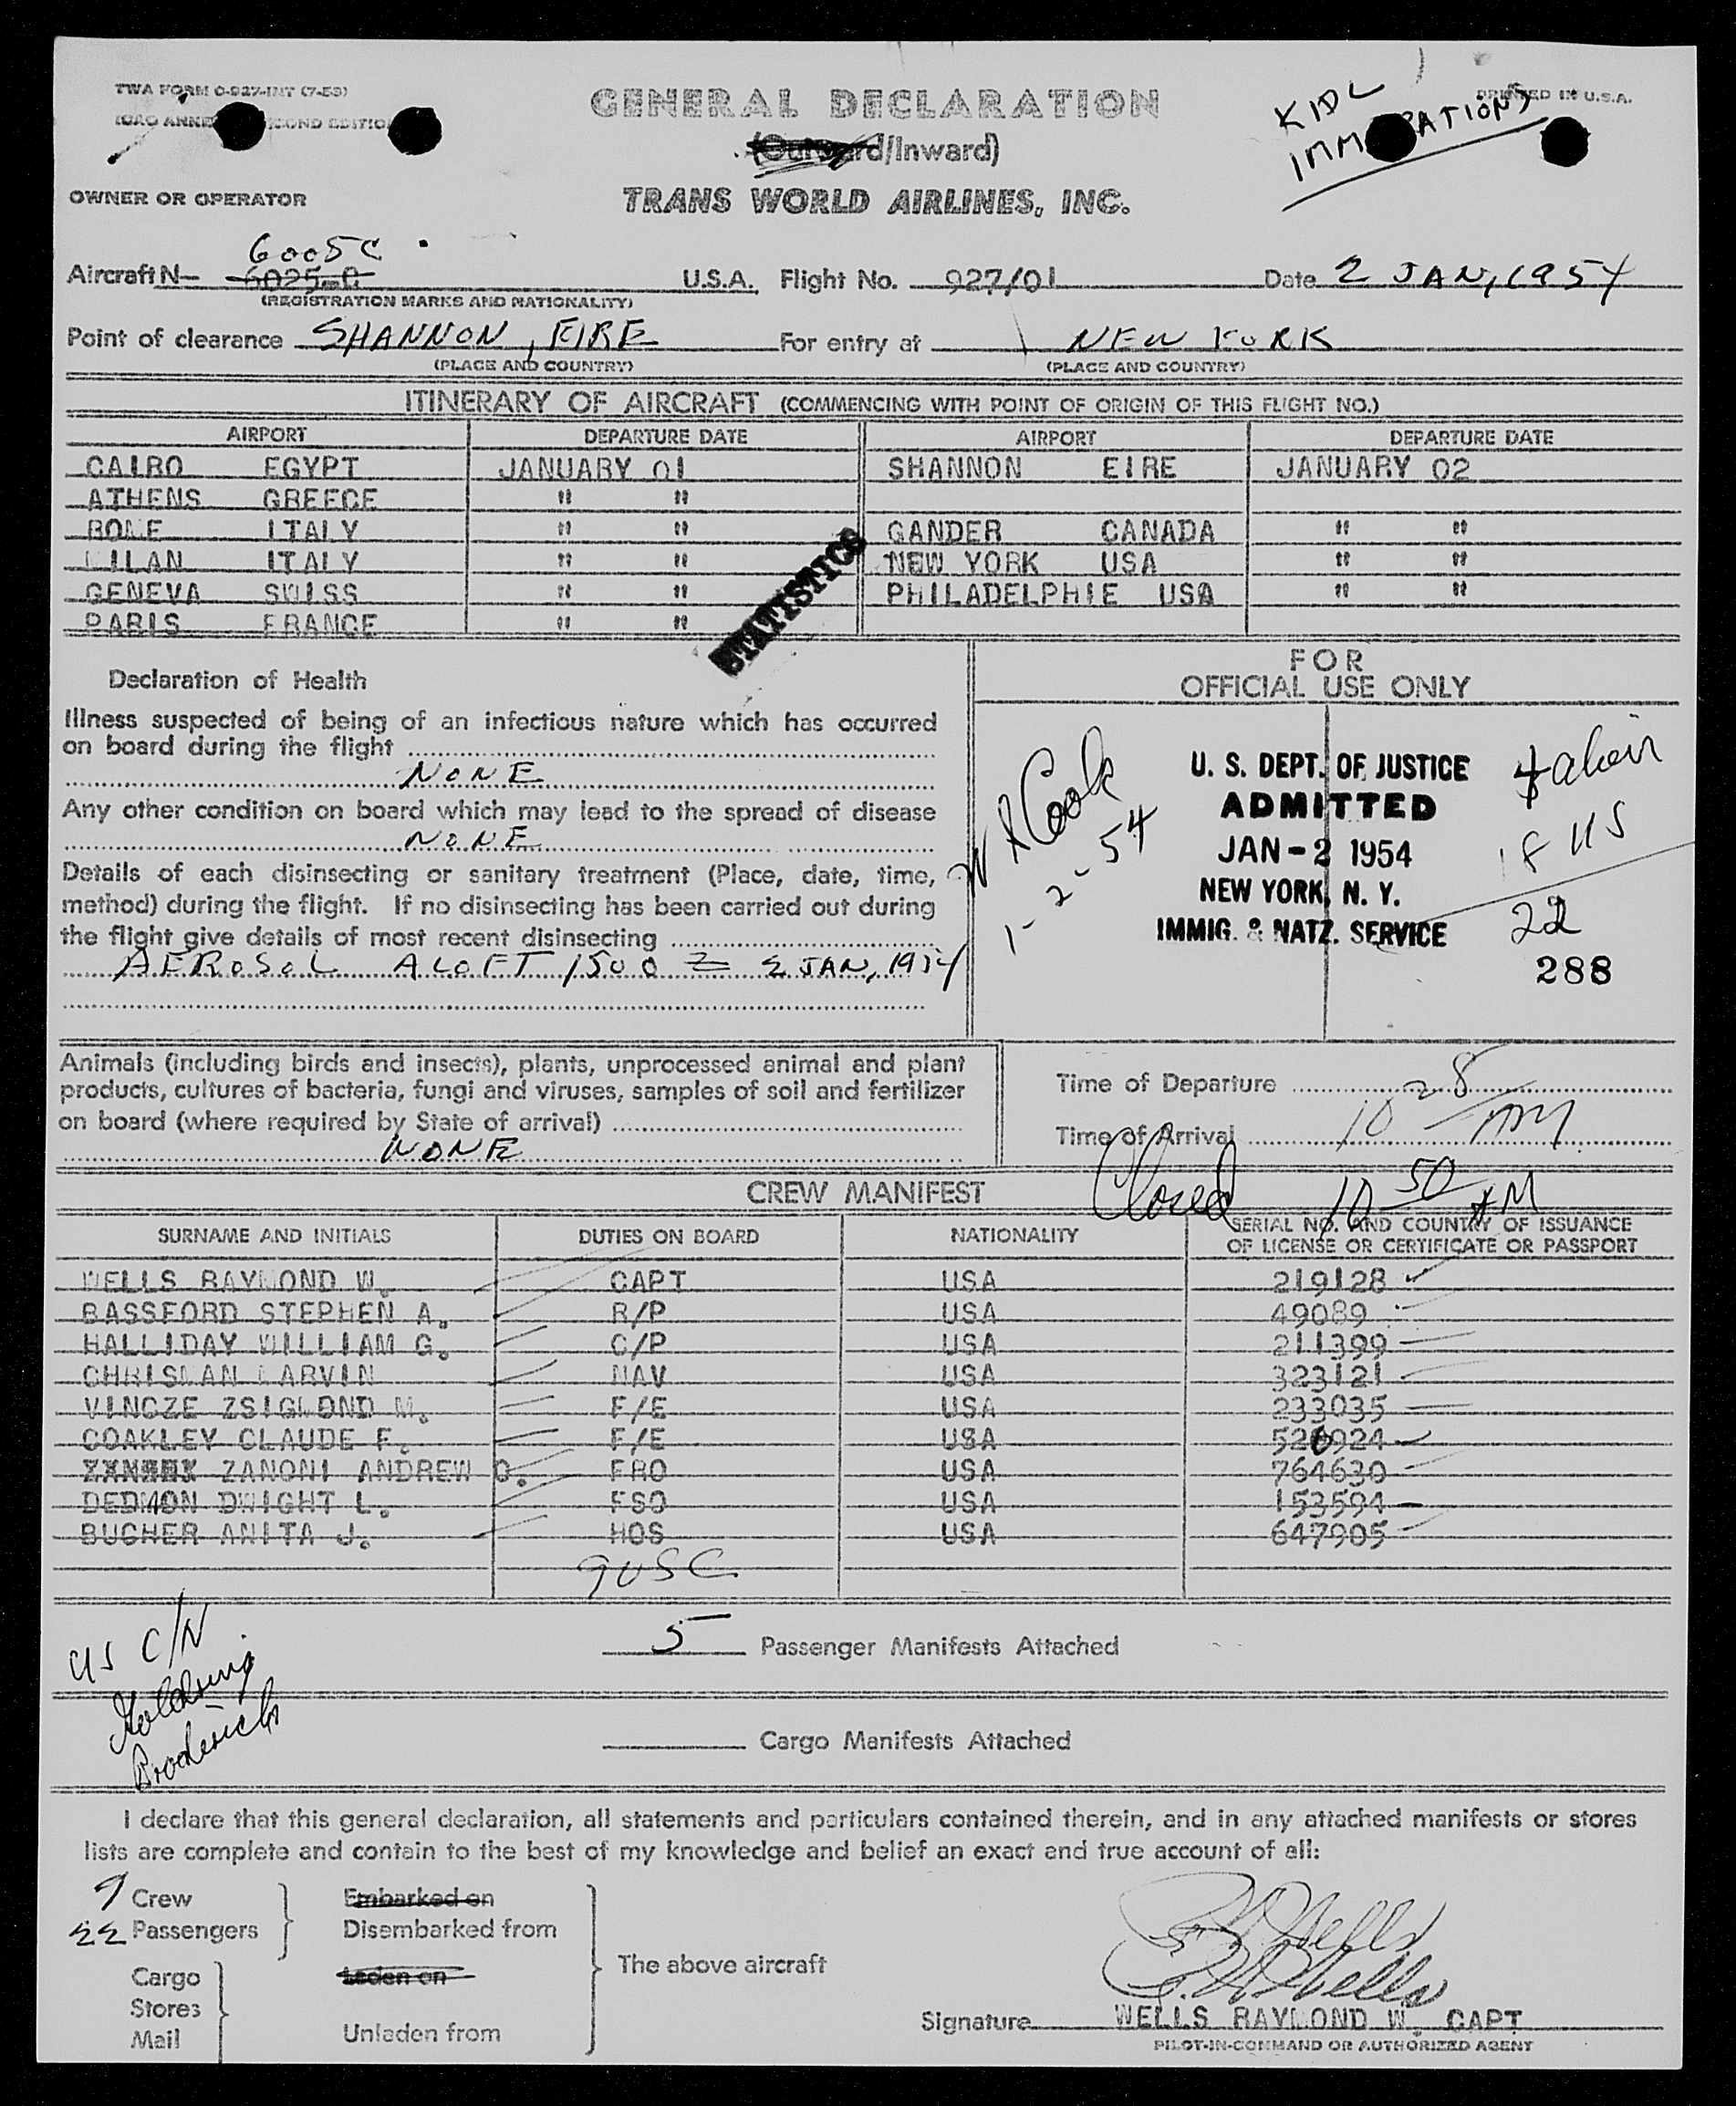 TWA FORM O-927-INT (7-53)
PRINTED IN U.S.A.
GENERAL DECLARATION
(Outward/Inward)
OWNER OR OPERATOR
TRANS WORLD AIRLINES, INC.
6005C
Aircraft N- 6025-C U.S.A. Flight No. 927/01 Date 2 JAN, 1954
(REGISTRATION MARKS AND NATIONALITY)
Point of clearance SHANNON, EIRE For entry at NEW YORK
(PLACE AND COUNTRY) (PLACE AND COUNTRY)
ITINERARY OF AIRCRAFT (COMMENCING WITH POINT OF ORIGIN OF THIS FLIGHT NO.)
AIRPORT DEPARTURE DATE AIRPORT DEPARTURE DATE
CAIRO EGYPT JANUARY 01 SHANNON EIRE JANUARY 02
ATHENS GREECE " "
ROME ITALY " " GANDER CANADA " "
MILAN ITALY " " NEW YORK USA " "
GENEVA SWISS " " PHILADELPHIE USA " "
PARIS FRANCE " "
STATISTICS
Declaration of Health
Illness suspected of being of an infectious nature which has occurred
on board during the flight
NONE
Any other condition on board which may lead to the spread of disease
NONE
Details of each disinsecting or sanitary treatment (Place, date, time,
method) during the flight. If no disinsecting has been carried out during
the flight give details of most recent disinsecting
AEROSOL ALOFT 1500 Z 2 JAN, 1954
FOR
OFFICIAL USE ONLY
Cook
1-2-54
U. S. DEPT. OF JUSTICE
ADMITTED
JAN-2 1954
NEW YORK, N. Y.
IMMIG. & NATZ. SERVICE
4 alien
18 US
22
288
Animals (including birds and insects), plants, unprocessed animal and plant
products, cultures of bacteria, fungi and viruses, samples of soil and fertilizer
on board (where required by State of arrival)
NONE
Time of Departure
Time of Arrival 10 28 AM
Closed 10 50 AM
CREW MANIFEST
SURNAME AND INITIALS DUTIES ON BOARD NATIONALITY SERIAL NO. AND COUNTRY OF ISSUANCE
OF LICENSE OR CERTIFICATE OR PASSPORT
WELLS RAYMOND W. CAPT USA 219128
BASSFORD STEPHEN A. R/P USA 49089
HALLIDAY WILLIAM G. C/P USA 211399
CHRISMAN MARVIN NAV USA 323121
VINCZE ZSIGMOND M. F/E USA 233035
COAKLEY CLAUDE F. F/E USA 526924
ZANONI ANDREW O. FRO USA 764630
DEDMON DWIGHT L. FSO USA 153594
BUCHER ANITA J. HOS USA 647905
9USC
US C/N
5 Passenger Manifests Attached
Cargo Manifests Attached
I declare that this general declaration, all statements and particulars contained therein, and in any attached manifests or stores
lists are complete and contain to the best of my knowledge and belief an exact and true account of all:
9 Crew Embarked on
22 Passengers Disembarked from
The above aircraft
Cargo Laden on
Stores
Mail Unladen from
Signature WELLS RAYMOND W. CAPT
PILOT-IN-COMMAND OR AUTHORIZED AGENT